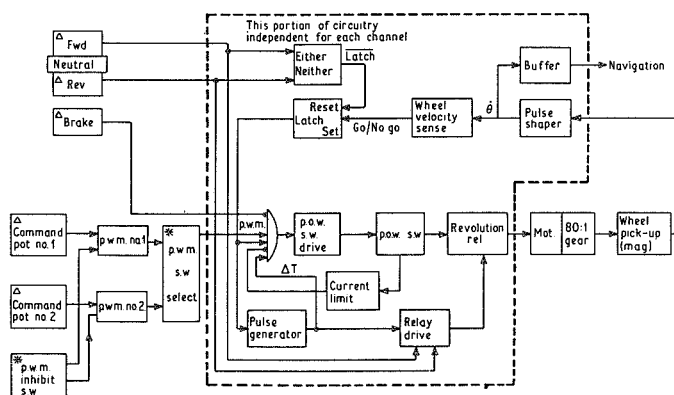 This portion of circuitry
independent for each channel
△
Fwd
Neutral
△
Rev
△
Brake
Either
Neither
Latch
Reset
Latch
Set
Go/No go
Wheel
velocity
sense
θ̇
Buffer
Navigation
Pulse
shaper
△
Command
pot no.1
△
Command
pot no 2
*
p.w.m.
inhibit
s.w
p.w.m. no.1
p.w.m. no.2
*
p.w.m.
s.w
select
p.w.m.
p.o.w.
s.w.
drive
p.o.w. s.w
Revolution
rel
Current
limit
ΔT
Pulse
generator
Relay
drive
Mot.
80:1
gear
Wheel
pick-up
(mag)